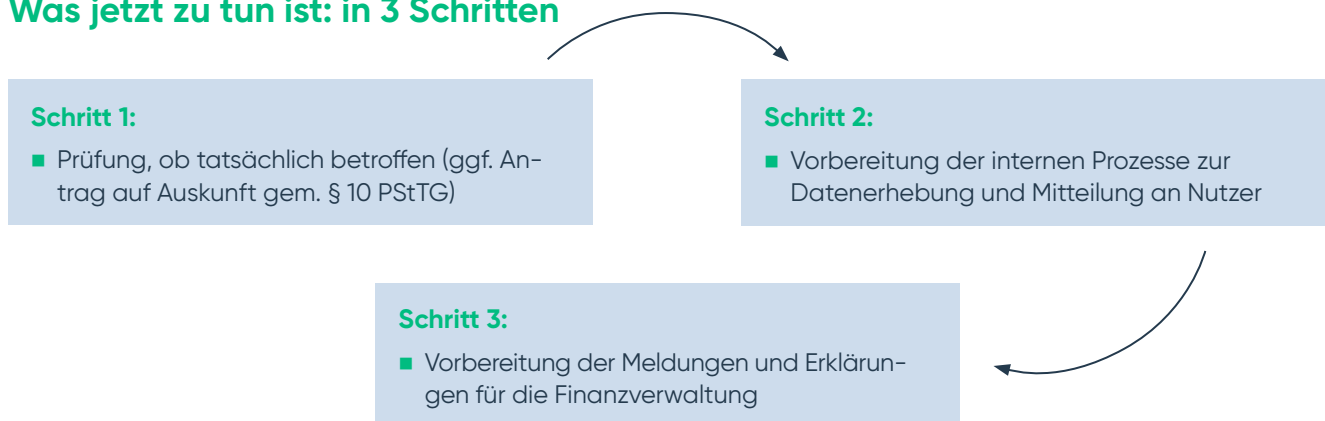 Was jetzt zu tun ist: in 3 Schritten
Schritt 1:
■ Prüfung, ob tatsächlich betroffen (ggf. An-
trag auf Auskunft gem. § 10 PStTG)
Schritt 2:
■ Vorbereitung der internen Prozesse zur
Datenerhebung und Mitteilung an Nutzer
Schritt 3:
■ Vorbereitung der Meldungen und Erklärun-
gen für die Finanzverwaltung